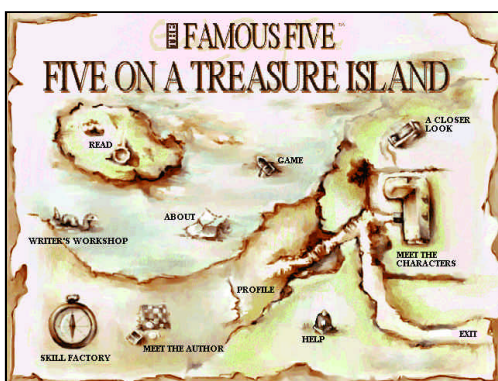 THE FAMOUS FIVE™
FIVE ON A TREASURE ISLAND
A CLOSER
LOOK
READ
GAME
ABOUT
WRITER'S WORKSHOP
MEET THE
CHARACTERS
PROFILE
EXIT
HELP
MEET THE AUTHOR
SKILL FACTORY